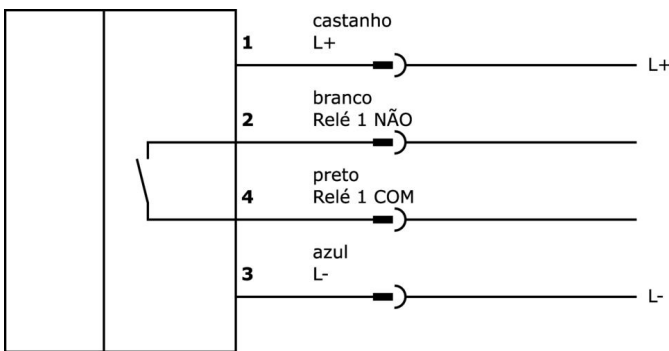 castanho
1 L+
L+
branco
2 Relé 1 NÃO
preto
4 Relé 1 COM
azul
3 L-
L-